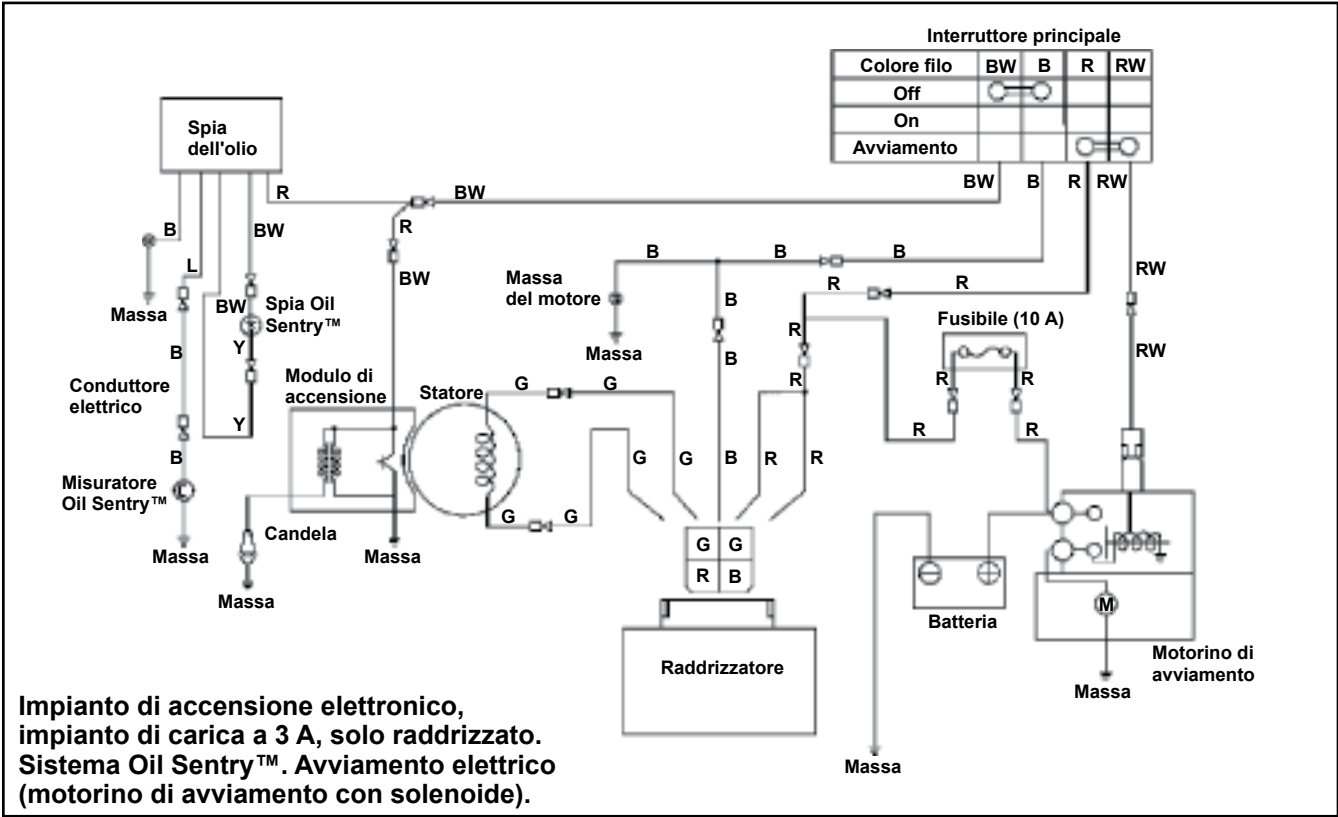 Interruttore principale
Colore filo BW B R RW
Off
On
Avviamento
BW B R RW
Spia
dell'olio
R
BW
B
BW
R
L
BW
B B B
RW
Massa
del motore
R R
Massa
BW
Spia Oil
Sentry™
B
Fusibile (10 A)
Y
R
Massa
RW
B
B
R R
Conduttore
elettrico
Modulo di
accensione
Statore
G G
R
Y
R R
B
G G B R R
Misuratore
Oil Sentry™
G G
Massa
Candela
Massa
G G
R B
Massa
Batteria
M
Raddrizzatore
Motorino di
avviamento
Massa
Massa
Impianto di accensione elettronico,
impianto di carica a 3 A, solo raddrizzato.
Sistema Oil Sentry™. Avviamento elettrico
(motorino di avviamento con solenoide).